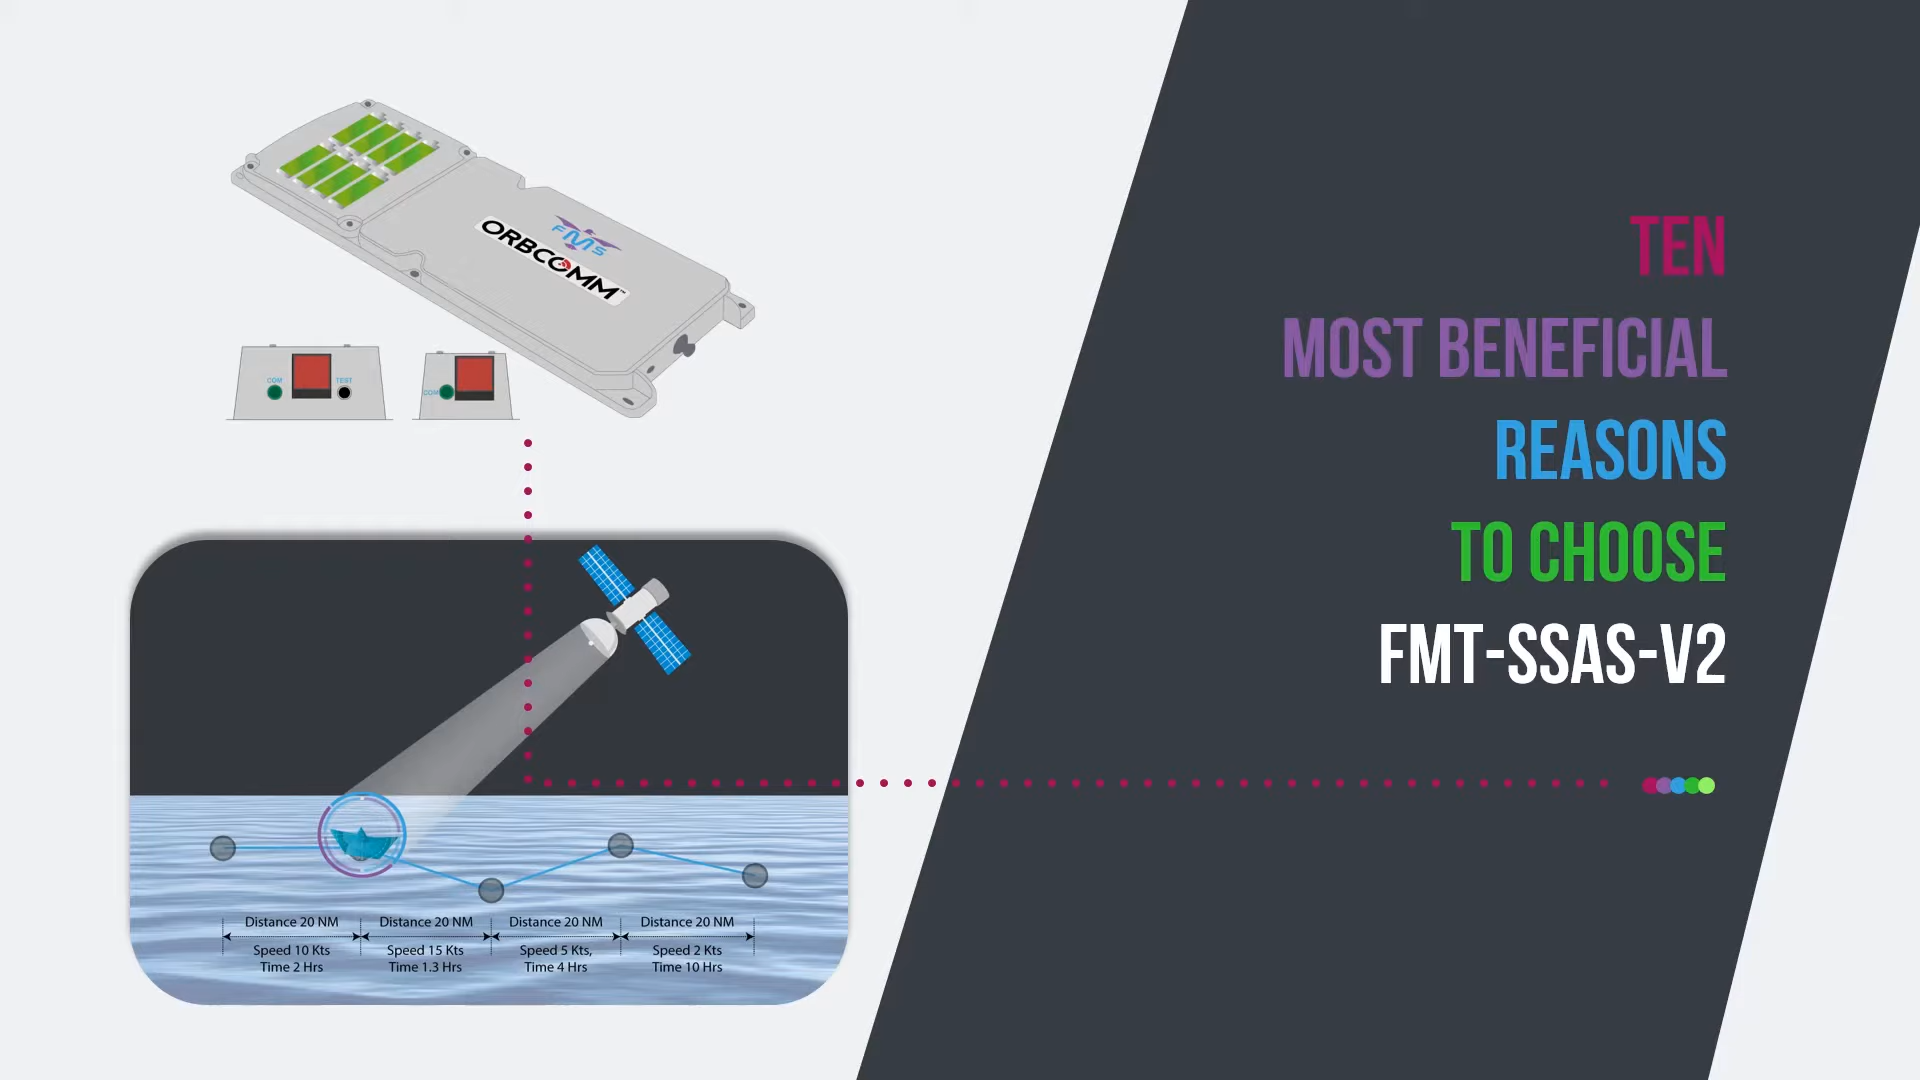 FMS
ORBCOMM™
COM
TEST
COM
TEN
MOST BENEFICIAL
REASONS
TO CHOOSE
FMT-SSAS-V2
Distance 20 NM
Speed 10 Kts
Time 2 Hrs
Distance 20 NM
Speed 15 Kts
Time 1.3 Hrs
Distance 20 NM
Speed 5 Kts,
Time 4 Hrs
Distance 20 NM
Speed 2 Kts
Time 10 Hrs